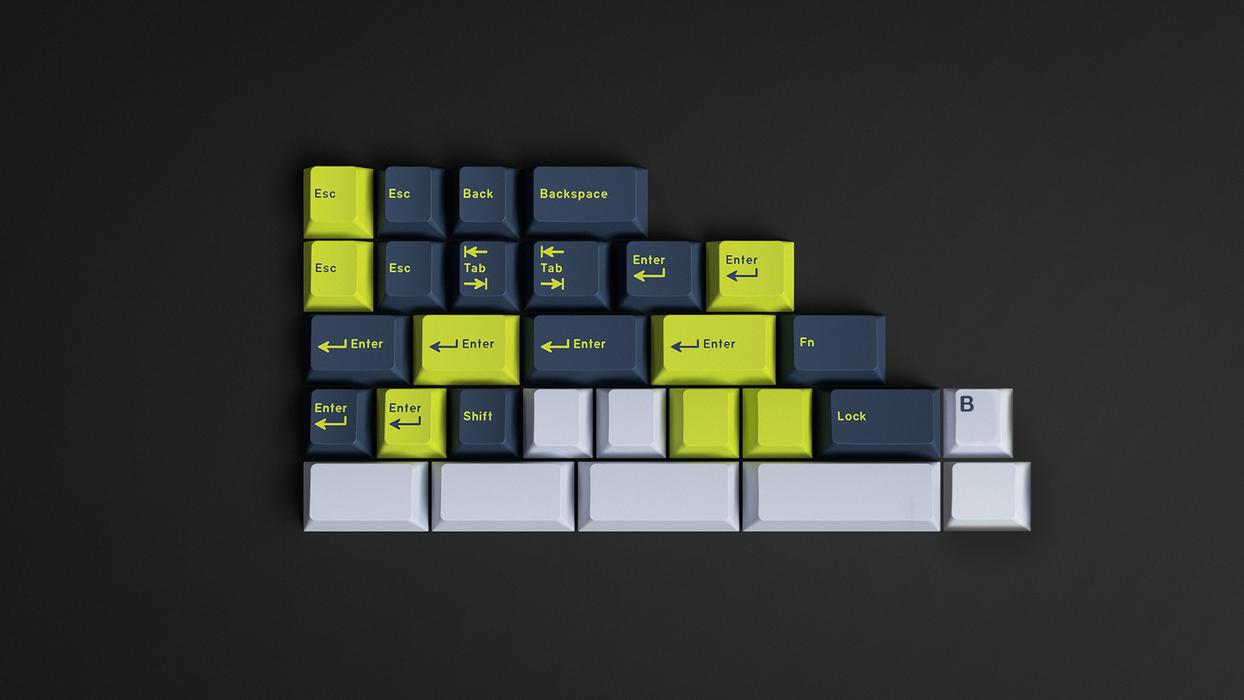 Esc Esc Back Backspace
Esc Esc Tab Tab Enter Enter
Enter Enter Enter Enter Fn
Enter Enter Shift Lock B